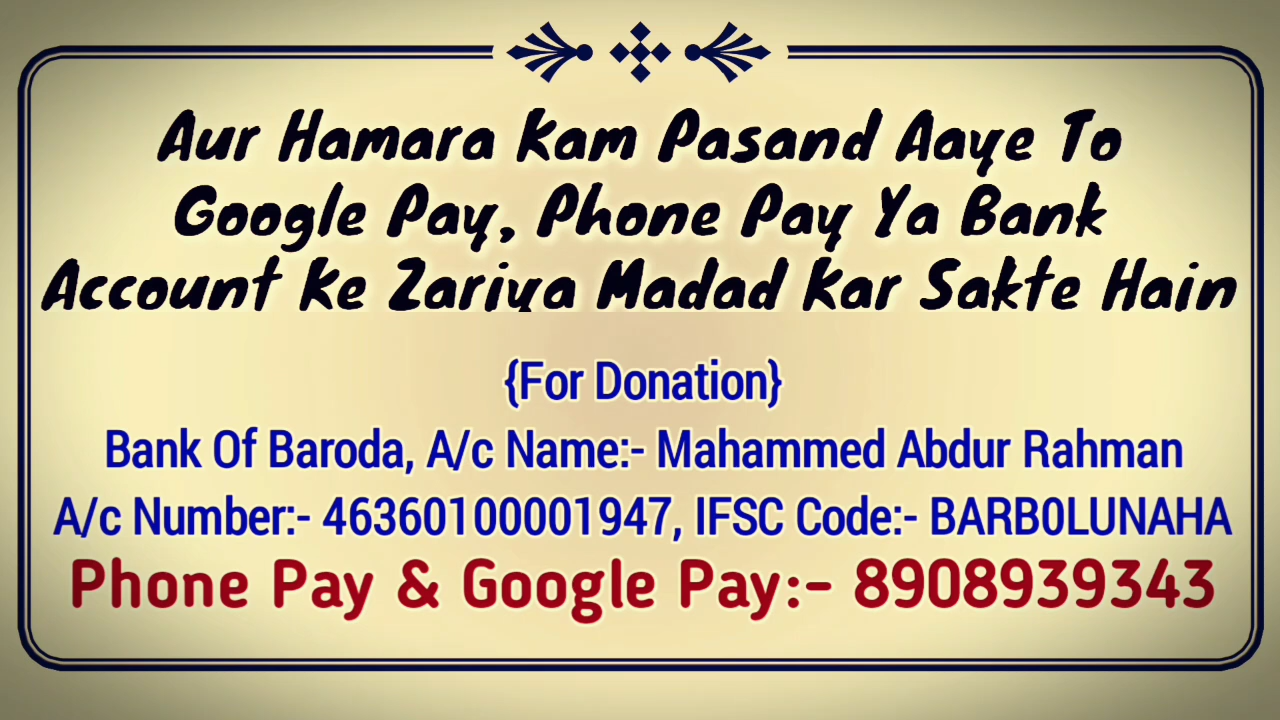 Aur Hamara Kam Pasand Aaye To
Google Pay, Phone Pay Ya Bank
Account Ke Zariya Madad Kar Sakte Hain
{For Donation}
Bank Of Baroda, A/c Name:- Mahammed Abdur Rahman
A/c Number:- 46360100001947, IFSC Code:- BARB0LUNAHA
Phone Pay & Google Pay:- 8908939343